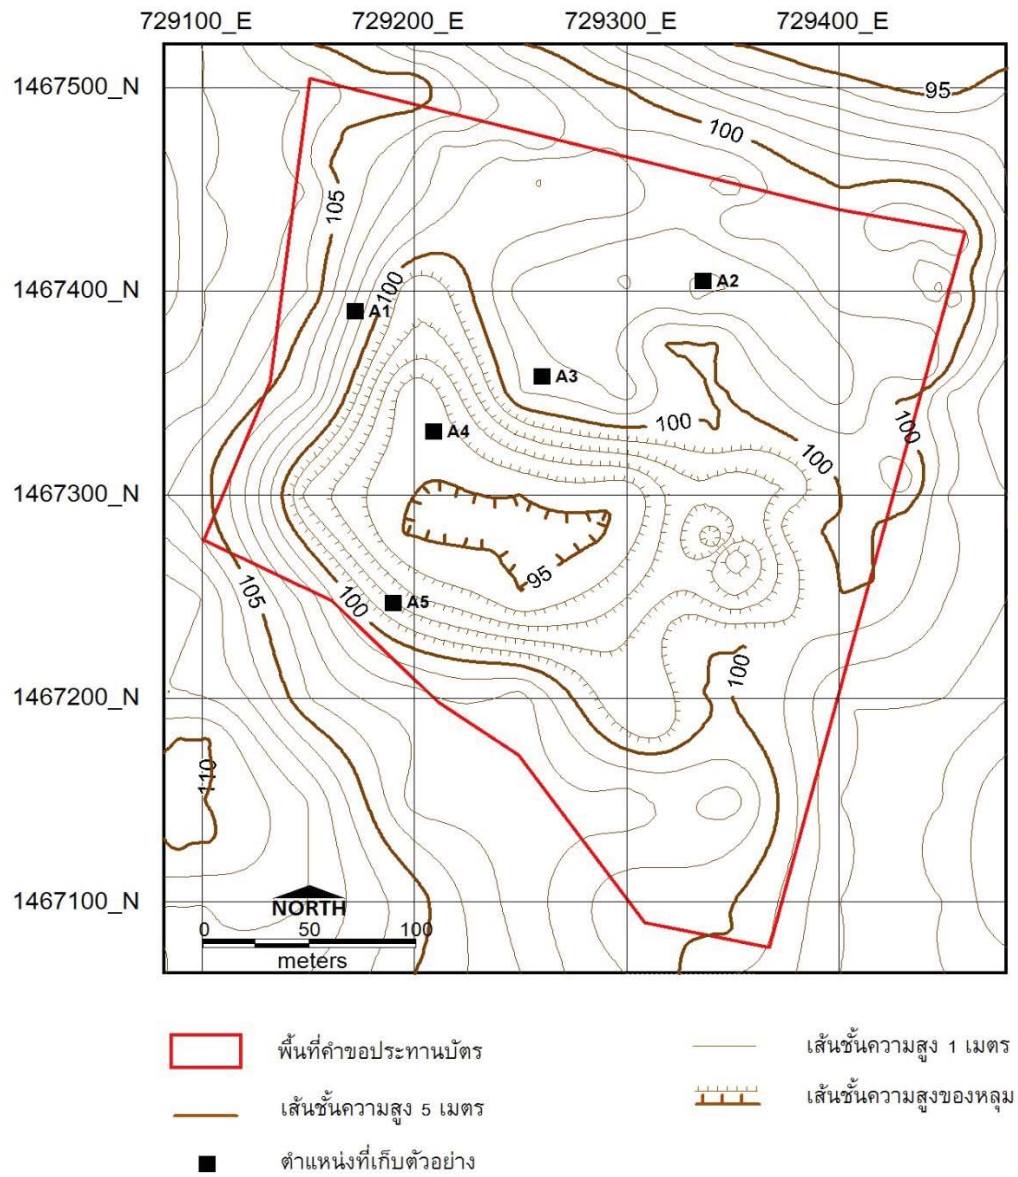 729100_E 729200_E 729300_E 729400_E
1467500_N
95
100
105
1467400_N
100
A2
A1
A3
100
100
A4
100
1467300_N
95
105
100
A5
100
1467200_N
110
1467100_N
NORTH
0 50 100
meters
พื้นที่คำขอประทานบัตร
เส้นชั้นความสูง 1 เมตร
เส้นชั้นความสูง 5 เมตร
เส้นชั้นความสูงของหลุม
ตำแหน่งที่เก็บตัวอย่าง